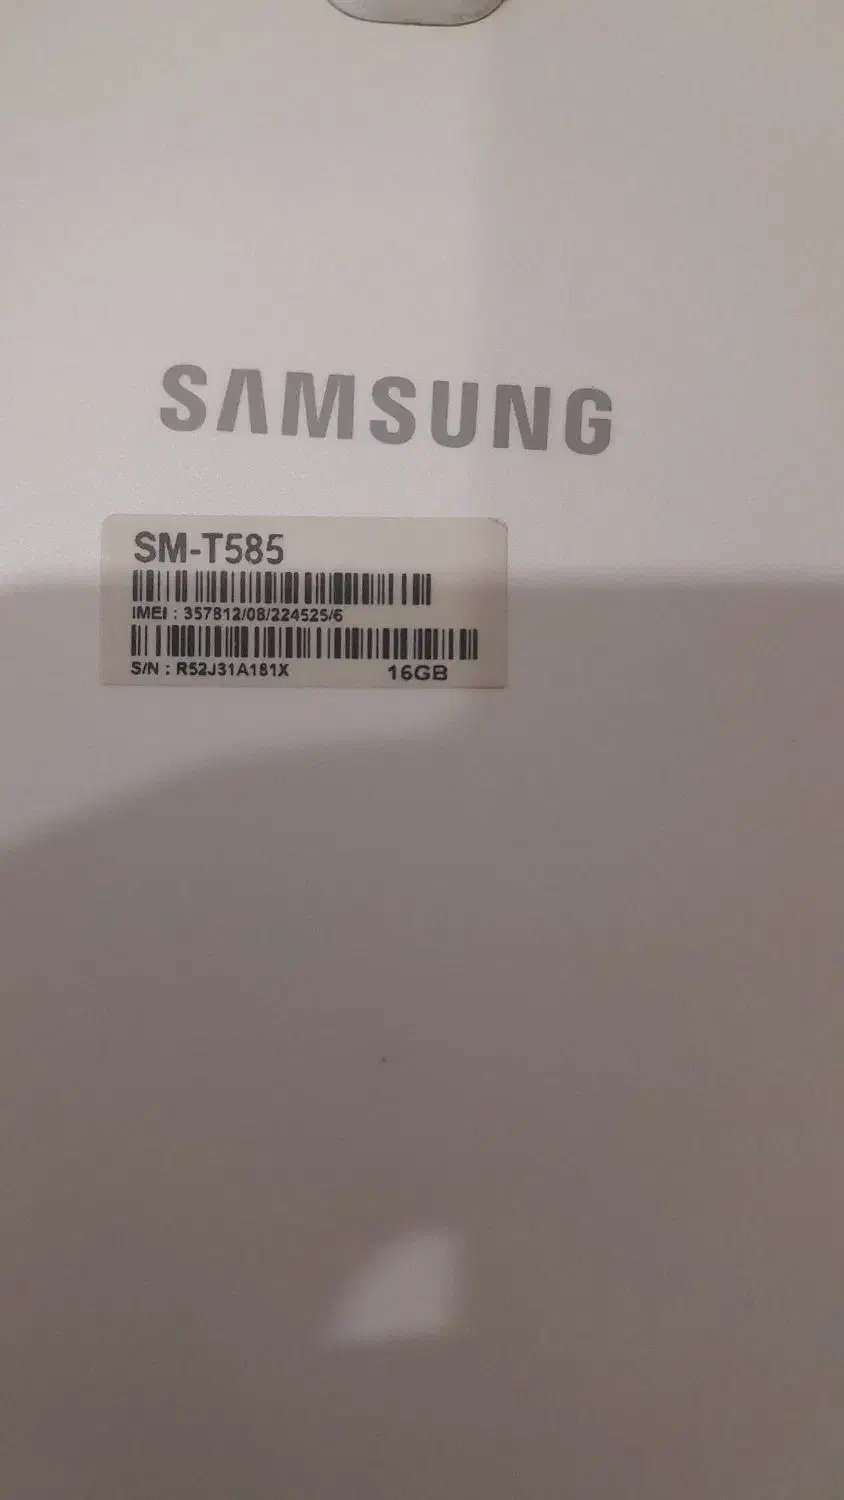 SAMSUNG
SM-T585
IMEI : 357812/08/224525/6
S/N : R52J31A181X 16GB